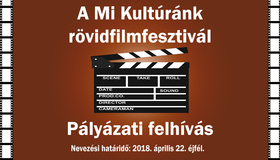 A Mi Kultúránk
rövidfilmfesztivál
SCENE TAKE ROLL
DATE SOUND
PROD.CO.
DIRECTOR
CAMERAMAN
Pályázati felhívás
Nevezési határidő: 2018. április 22. éjfél.